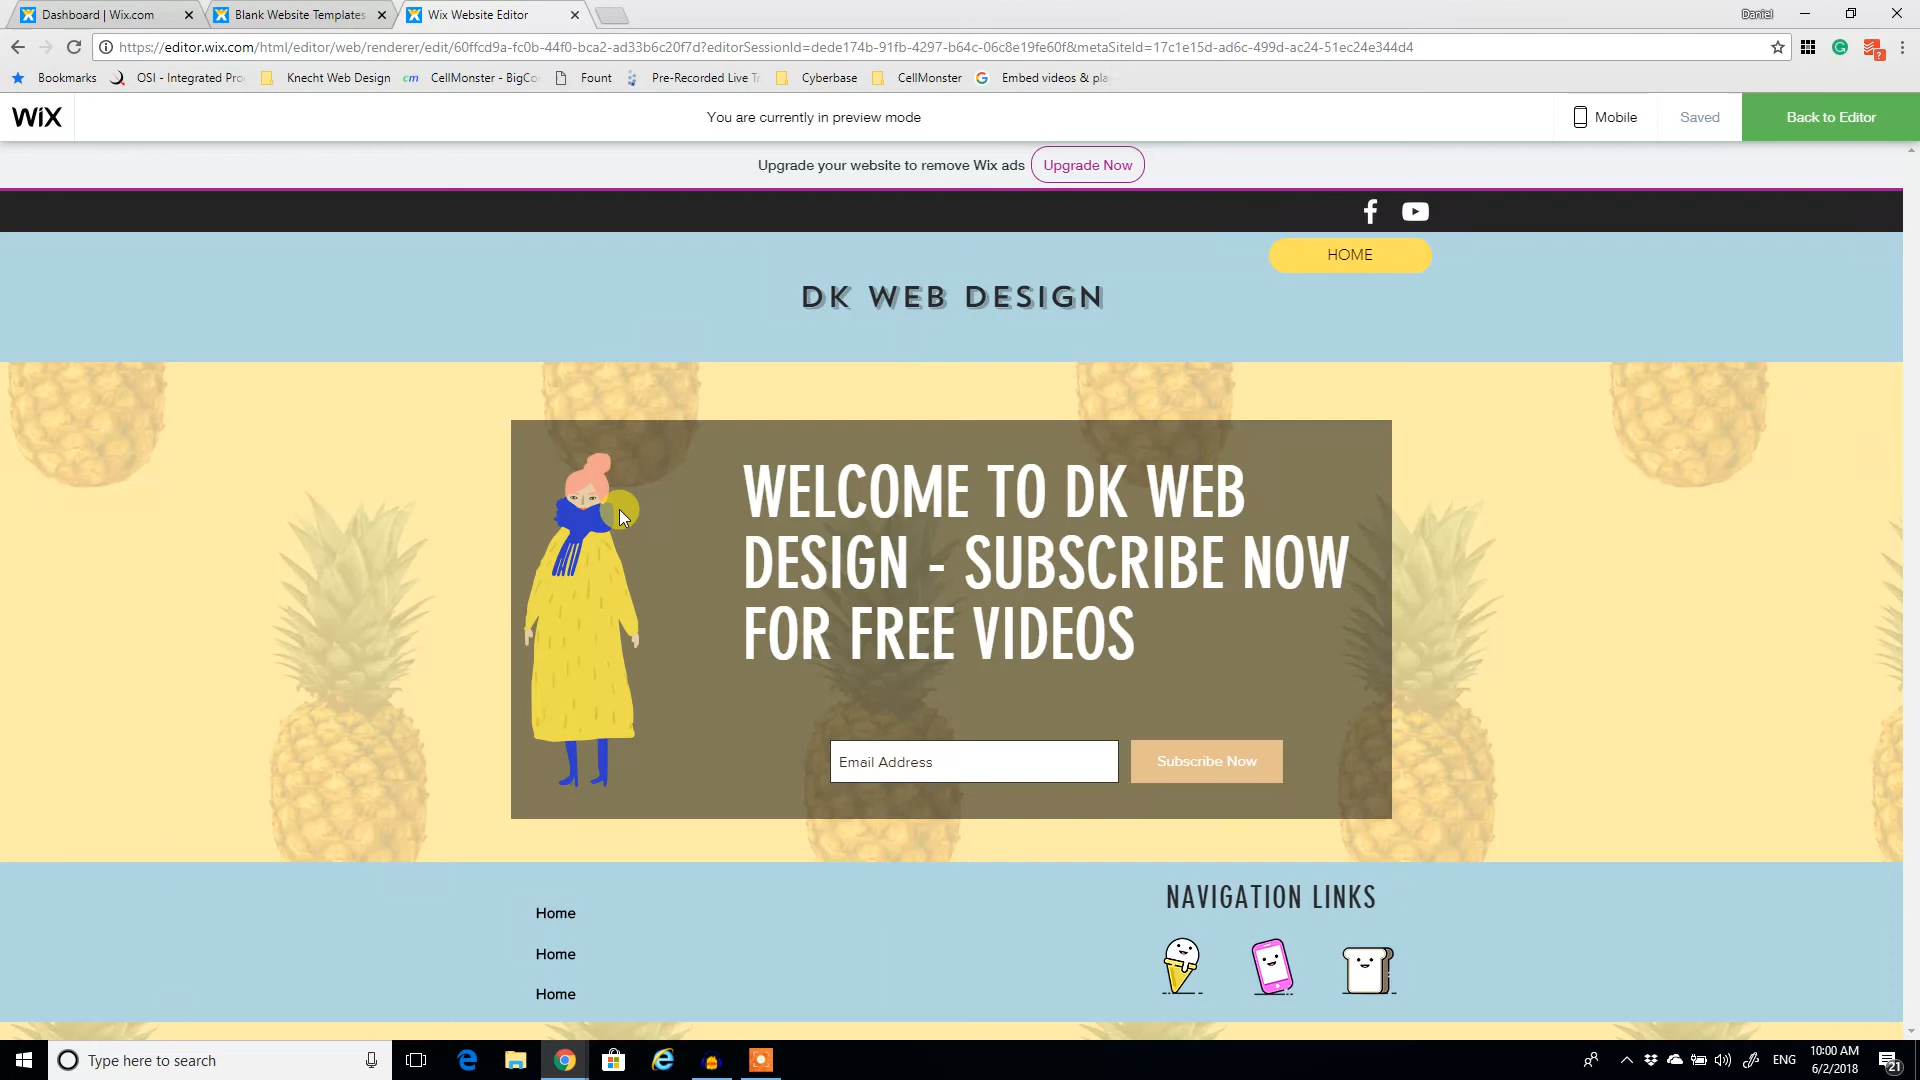 Dashboard | Wix.com
Blank Website Templates
Wix Website Editor
Daniel
https://editor.wix.com/html/editor/web/renderer/edit/60ffcd9a-fc0b-44f0-bca2-ad33b6c20f7d?editorSessionId=dede174b-91fb-4297-b64c-06c8e19fe60f&metaSiteId=17c1e15d-ad6c-499d-ac24-51ec24e344d4
Bookmarks
OSI - Integrated Pro
Knecht Web Design
cm CellMonster - BigCo
Fount
Pre-Recorded Live T
Cyberbase
CellMonster
Embed videos & pla
WiX
You are currently in preview mode
Mobile
Saved
Back to Editor
Upgrade your website to remove Wix ads
Upgrade Now
HOME
DK WEB DESIGN
WELCOME TO DK WEB
DESIGN - SUBSCRIBE NOW
FOR FREE VIDEOS
Email Address
Subscribe Now
Home
Home
Home
NAVIGATION LINKS
Type here to search
ENG
10:00 AM
6/2/2018
21